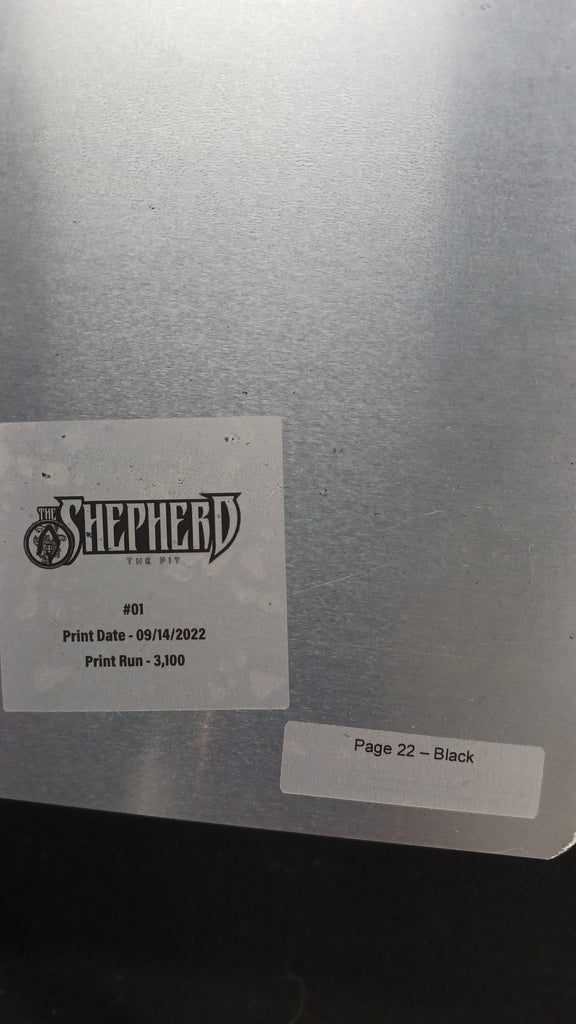 THE SHEPHERD
THE PIT
#01
Print Date - 09/14/2022
Print Run - 3,100
Page 22 – Black